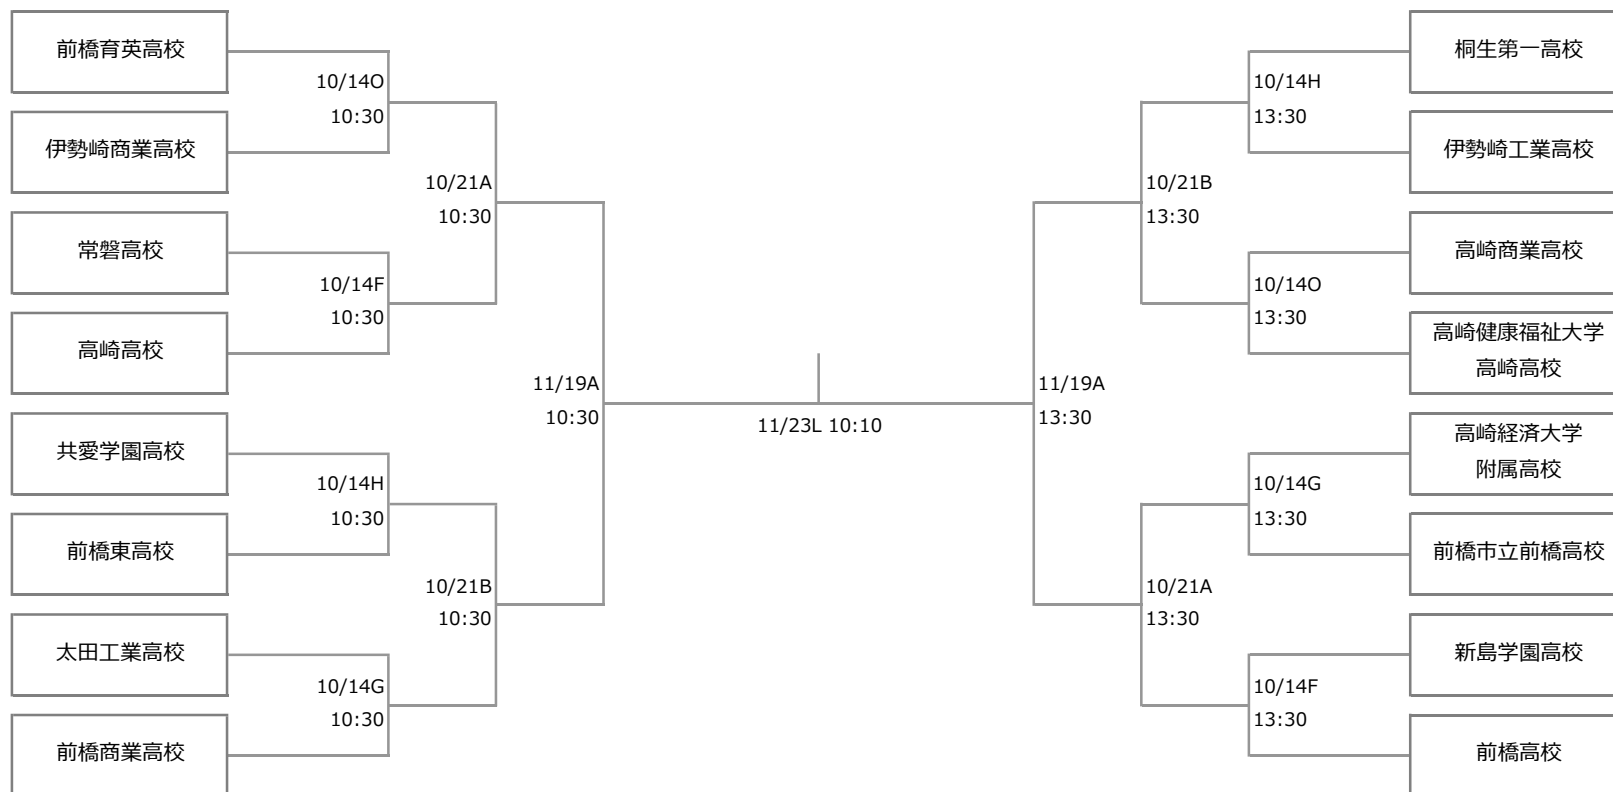 前橋育英高校
10/14O
10:30
伊勢崎商業高校
10/21A
10:30
常磐高校
10/14F
10:30
高崎高校
11/19A
10:30
共愛学園高校
10/14H
10:30
前橋東高校
10/21B
10:30
太田工業高校
10/14G
10:30
前橋商業高校
11/23L 10:10
桐生第一高校
10/14H
13:30
伊勢崎工業高校
10/21B
13:30
高崎商業高校
10/14O
13:30
高崎健康福祉大学
高崎高校
11/19A
13:30
高崎経済大学
附属高校
10/14G
13:30
前橋市立前橋高校
10/21A
13:30
新島学園高校
10/14F
13:30
前橋高校